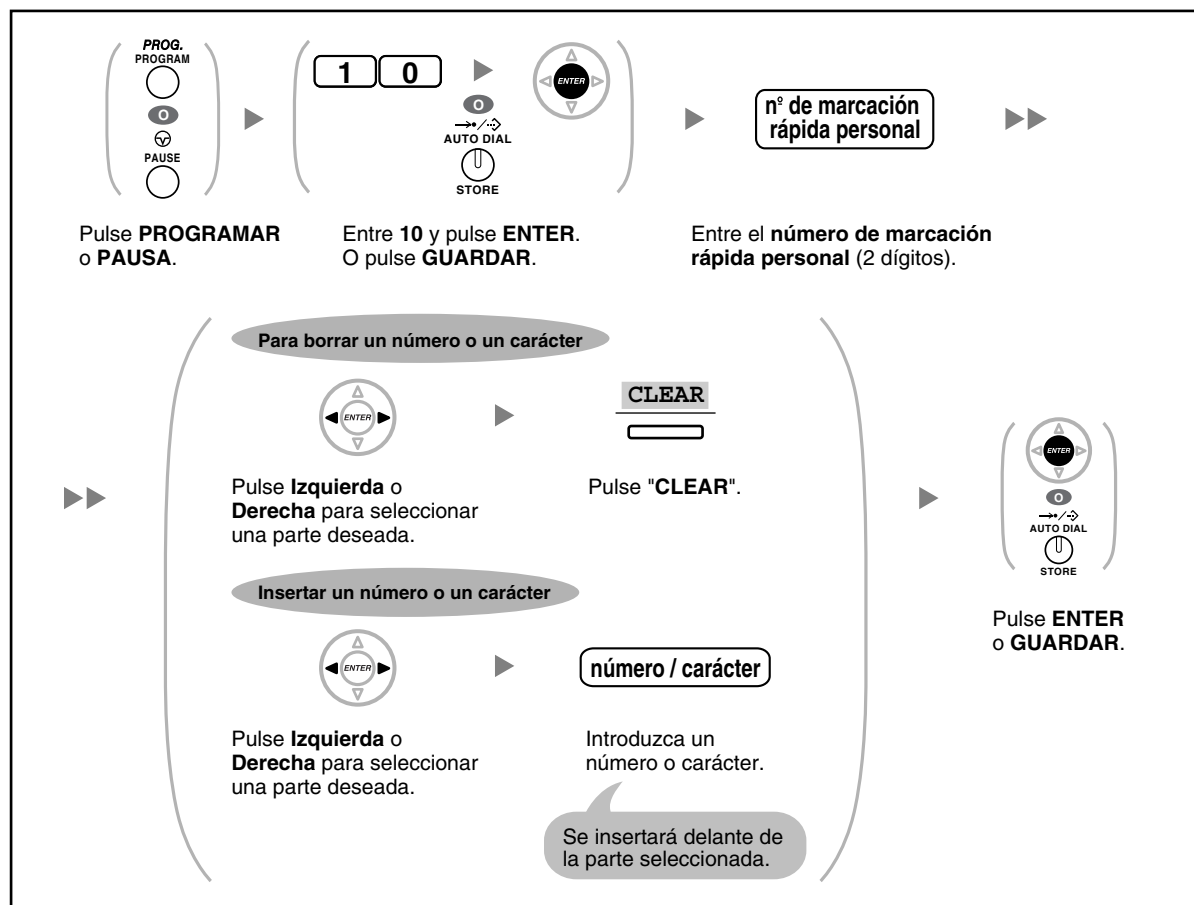 PROG.
PROGRAM
O
PAUSE
Pulse PROGRAMAR
o PAUSA.
1 0
ENTER
O
AUTO DIAL
STORE
Entre 10 y pulse ENTER.
O pulse GUARDAR.
nº de marcación
rápida personal
Entre el número de marcación
rápida personal (2 dígitos).
Para borrar un número o un carácter
ENTER
Pulse Izquierda o
Derecha para seleccionar
una parte deseada.
CLEAR
Pulse "CLEAR".
Insertar un número o un carácter
ENTER
Pulse Izquierda o
Derecha para seleccionar
una parte deseada.
número / carácter
Introduzca un
número o carácter.
Se insertará delante de
la parte seleccionada.
ENTER
O
AUTO DIAL
STORE
Pulse ENTER
o GUARDAR.